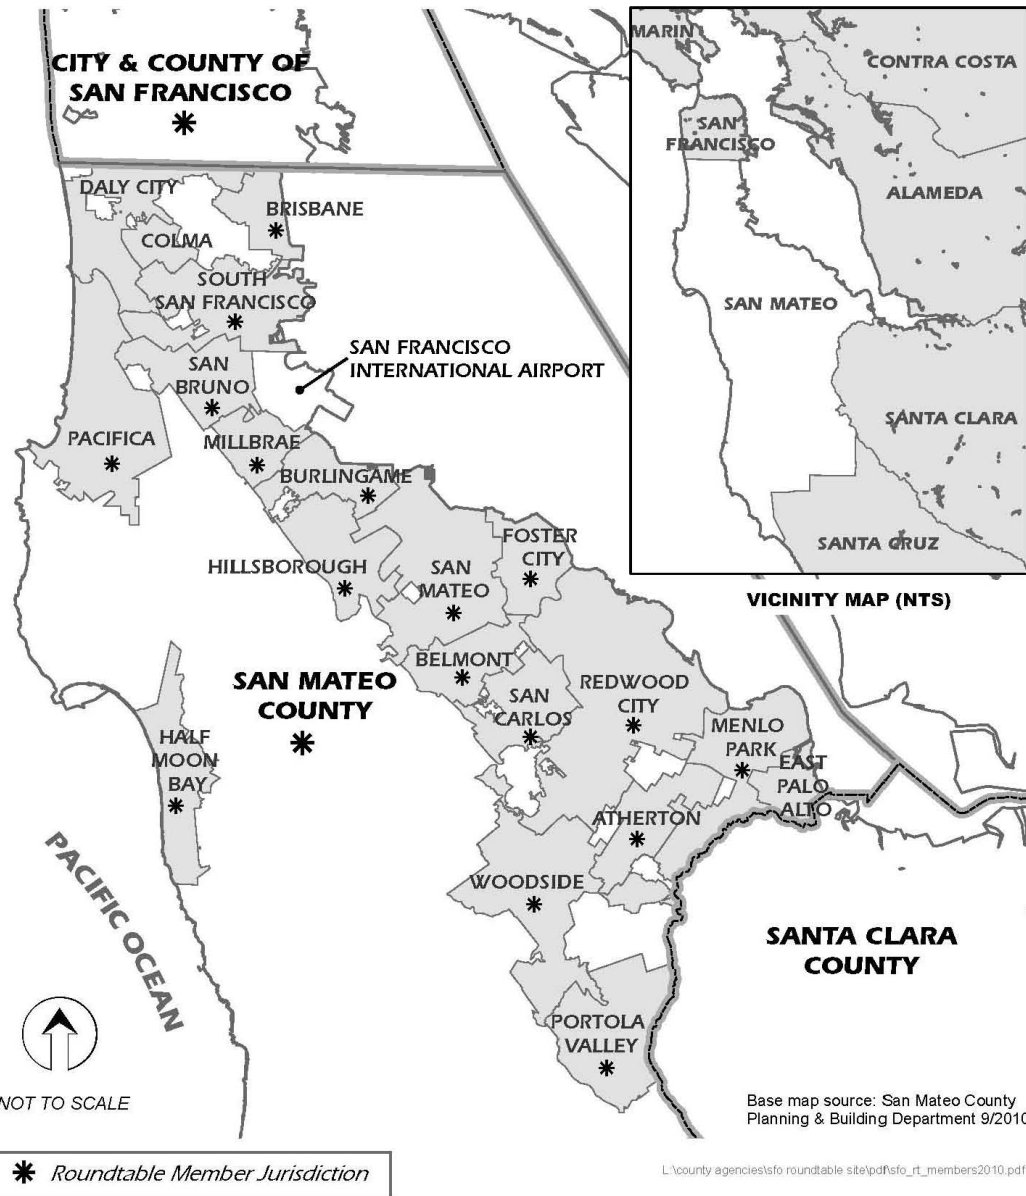 CITY & COUNTY OF
SAN FRANCISCO
DALY CITY
BRISBANE
COLMA
SOUTH
SAN FRANCISCO
SAN FRANCISCO
INTERNATIONAL AIRPORT
SAN
BRUNO
PACIFICA
MILLBRAE
BURLINGAME
HILLSBOROUGH
SAN
MATEO
FOSTER
CITY
BELMONT
SAN MATEO
COUNTY
SAN
CARLOS
REDWOOD
CITY
MENLO
PARK
EAST
PALO
ALTO
HALF
MOON
BAY
ATHERTON
WOODSIDE
PACIFIC OCEAN
SANTA CLARA
COUNTY
PORTOLA
VALLEY
MARIN
CONTRA COSTA
SAN
FRANCISCO
ALAMEDA
SAN MATEO
SANTA CLARA
SANTA CRUZ
VICINITY MAP (NTS)
NOT TO SCALE
Base map source: San Mateo County
Planning & Building Department 9/2010
Roundtable Member Jurisdiction
L:\county agencies\sfo roundtable site\pdf\sfo_rt_members2010.pdf